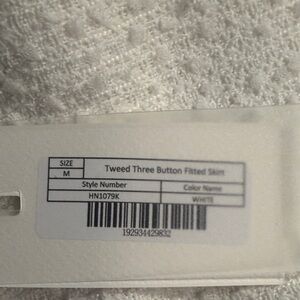 SIZE Tweed Three Button Fitted Skirt
M
Style Number Color Name
HN1079K WHITE
192934429832